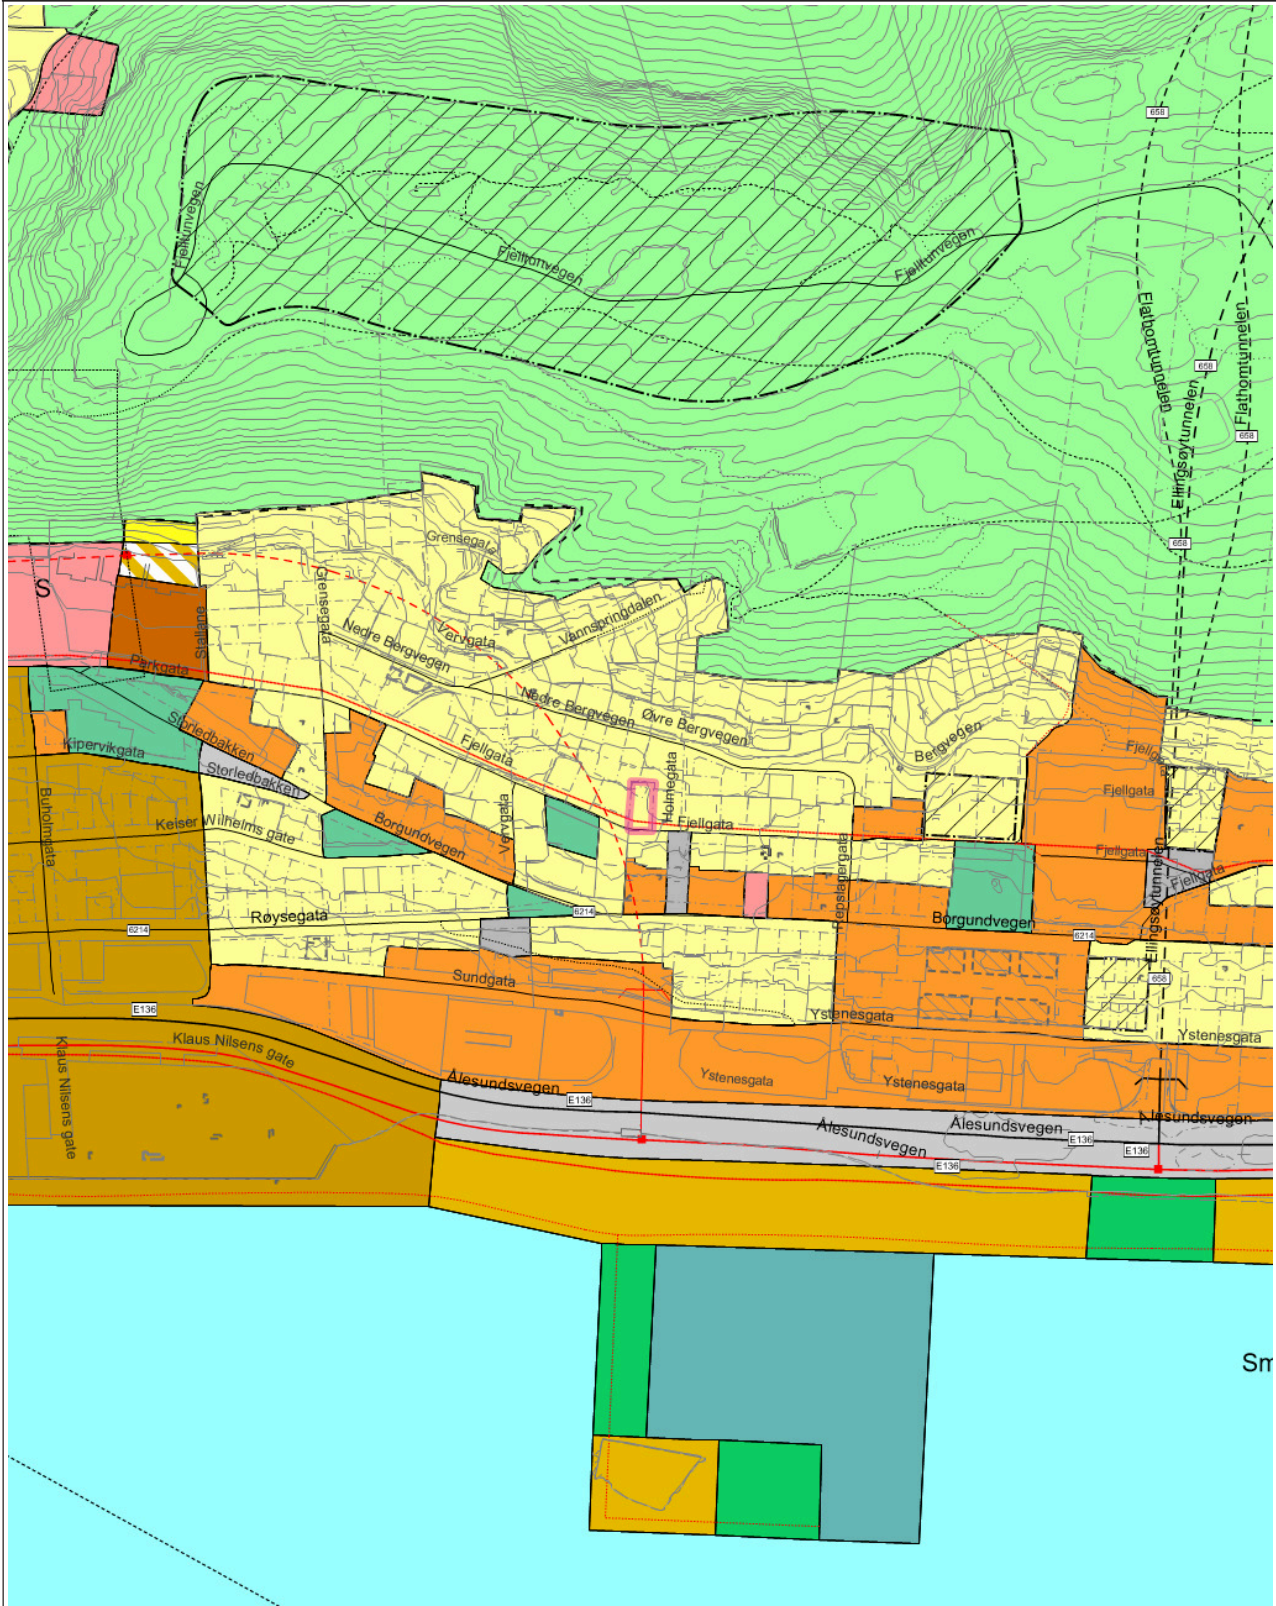 658
Fjelltunvegen
Fjelltunvegen
Fjelltunvegen
Flathomtunnelen
Flathomtunnelen
658
Ellingsøytunnelen
658
658
Grensegata
S
Grensegata
Stallane
Vervgata
Vannspringdalen
Nedre Bergvegen
Parkgata
Nedre Bergvegen
Øvre Bergvegen
Bergvegen
Storledbakken
Kipervikgata
Storledbakken
Fjellgata
Fjellgata
Buholmgata
Holmegata
Fjellgata
Fjellgata
Keiser Wilhelms gate
Borgundvegen
Vervgata
Repslagergata
Fjellgata
Fjellgata
Ellingsøytunnelen
Røysegata
6214
6214
Borgundvegen
6214
658
Sundgata
E136
Ystenesgata
Ystenesgata
Klaus Nilsens gate
Klaus Nilsens gate
Ålesundsvegen
E136
Ystenesgata
Ystenesgata
Ålesundsvegen
Ålesundsvegen
Ålesundsvegen
E136
E136
E136
Sm